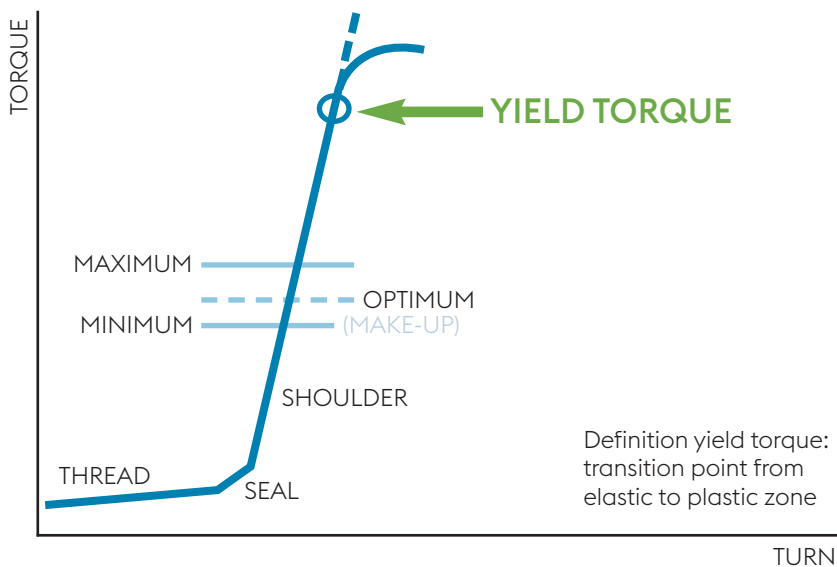 TORQUE
YIELD TORQUE
MAXIMUM
OPTIMUM
MINIMUM
(MAKE-UP)
SHOULDER
Definition yield torque:
transition point from
elastic to plastic zone
THREAD
SEAL
TURN